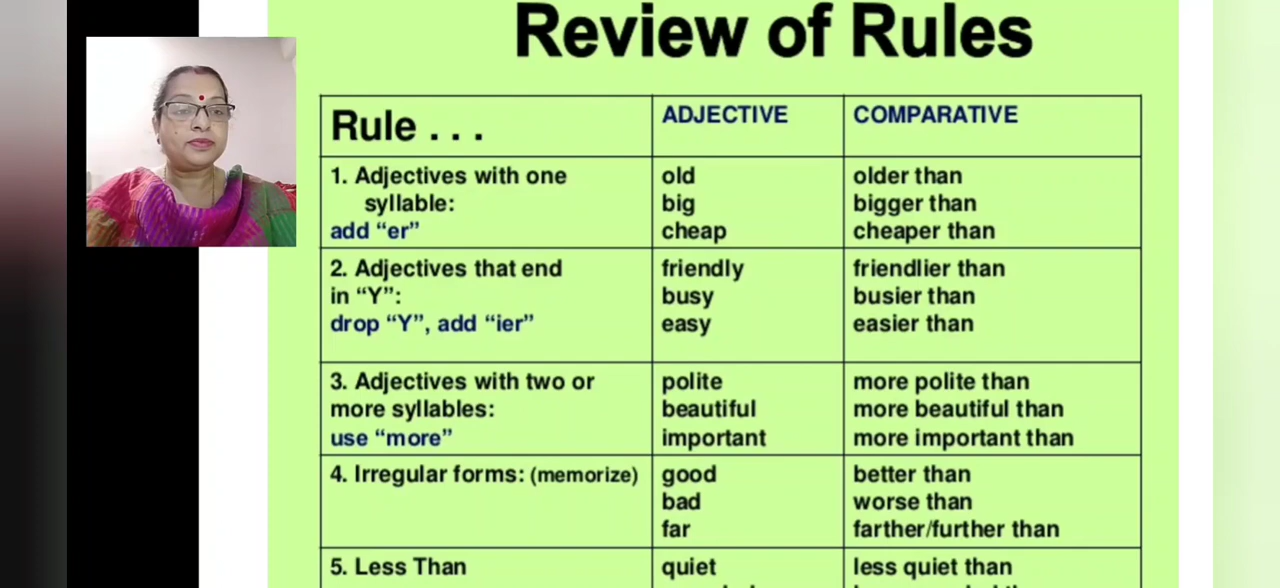 Review of Rules
Rule . . . ADJECTIVE COMPARATIVE
1. Adjectives with one old older than
syllable: big bigger than
add “er” cheap cheaper than
2. Adjectives that end friendly friendlier than
in “Y”: busy busier than
drop “Y”, add “ier” easy easier than
3. Adjectives with two or polite more polite than
more syllables: beautiful more beautiful than
use “more” important more important than
4. Irregular forms: (memorize) good better than
bad worse than
far farther/further than
5. Less Than quiet less quiet than